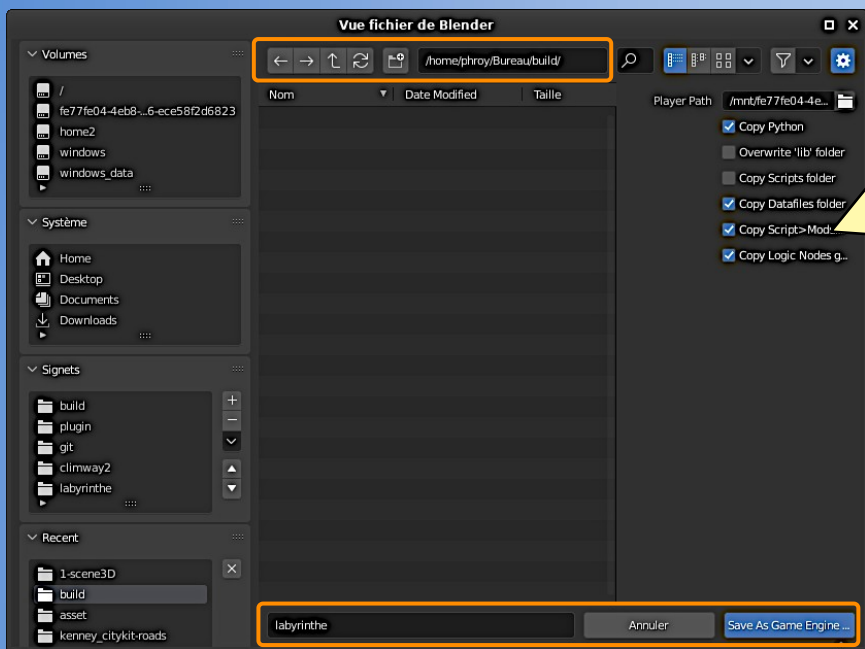 Vue fichier de Blender
Volumes
/
fe77fe04-4eb8-...6-ece58f2d6823
home2
windows
windows_data
Système
Home
Desktop
Documents
Downloads
Signets
build
plugin
git
climway2
labyrinthe
Recent
1-scene3D
build
asset
kenney_citykit-roads
/home/phroy/Bureau/build/
Nom Date Modified Taille
labyrinthe Annuler Save As Game Engine ...
Player Path /mnt/fe77fe04-4e...
Copy Python
Overwrite 'lib' folder
Copy Scripts folder
Copy Datafiles folder
Copy Script>Mod...
Copy Logic Nodes g...